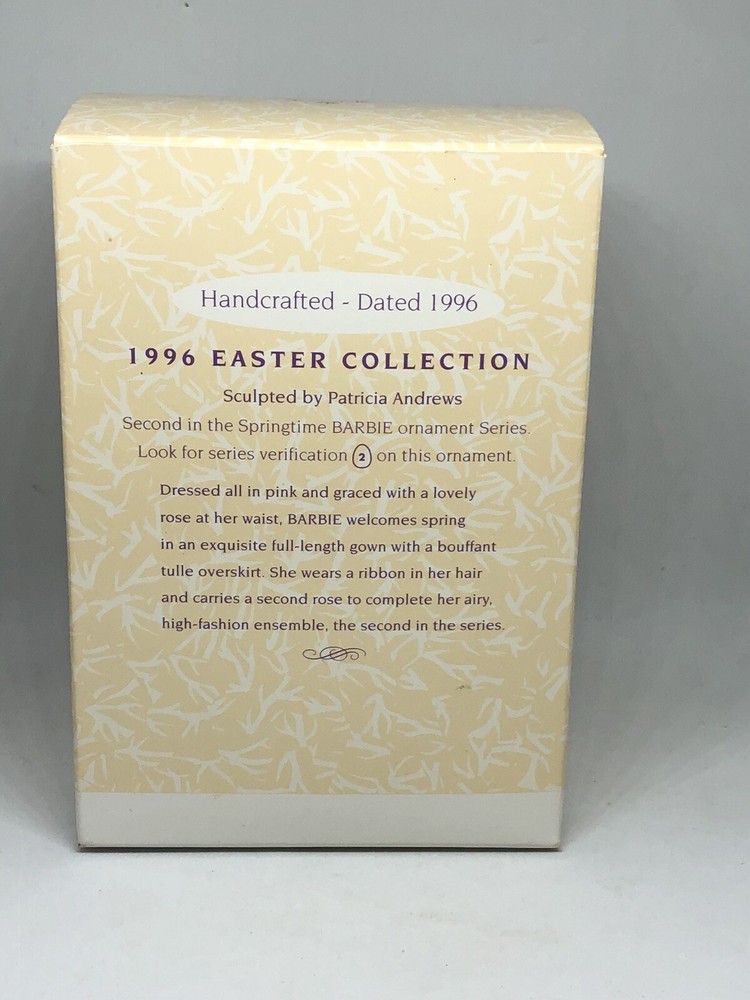 Handcrafted - Dated 1996
1996 EASTER COLLECTION
Sculpted by Patricia Andrews
Second in the Springtime BARBIE ornament Series.
Look for series verification 2 on this ornament.
Dressed all in pink and graced with a lovely
rose at her waist, BARBIE welcomes spring
in an exquisite full-length gown with a bouffant
tulle overskirt. She wears a ribbon in her hair
and carries a second rose to complete her airy,
high-fashion ensemble, the second in the series.